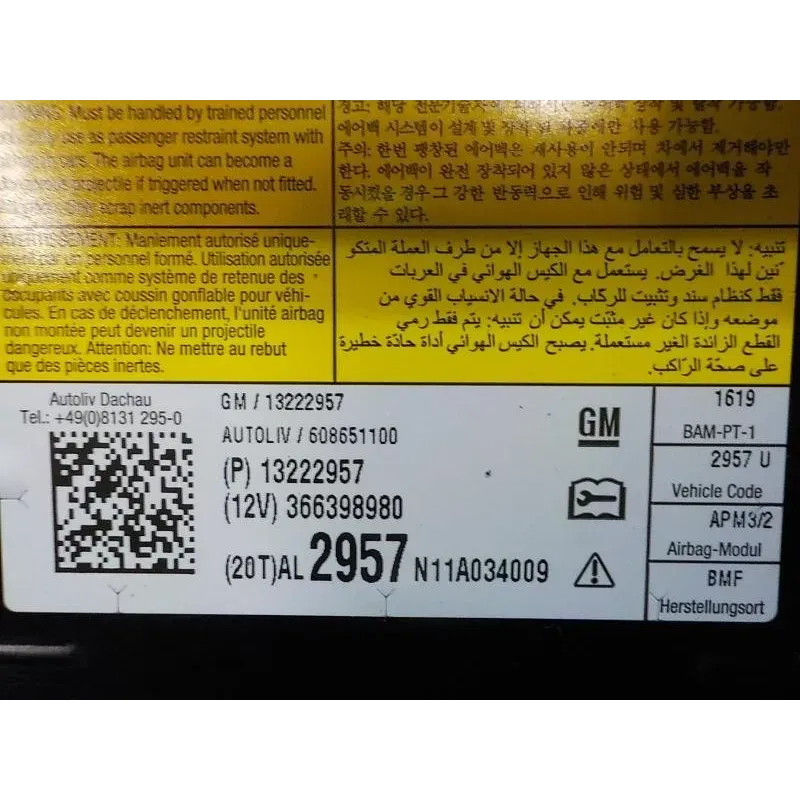 Must be handled by trained personnel
use as passenger restraint system with
The airbag unit can become a
projectile if triggered when not fitted.
scrap inert components.
경고: 해당
에어백 시스템이 설계 및 장착 된 차종에만 사용 가능함.
주의: 한번 팽창된 에어백은 재사용이 안되며 차에서 제거해야만
한다. 에어백이 완전 장착되어 있지 않은 상태에서 에어백을 작
동시켰을 경우그 강한 반동력으로 인해 위험 및 심한 부상을 초
래할 수 있다.
AVERTISSEMENT: Maniement autorisé unique-
ment par un personnel formé. Utilisation autorisée
uniquement comme système de retenue des
occupants avec coussin gonflable pour véhi-
cules. En cas de déclenchement, l'unité airbag
non montée peut devenir un projectile
dangereux. Attention: Ne mettre au rebut
que des pièces inertes.
تنبيه: لا يسمح بالتعامل مع هذا الجهاز إلا من طرف العملة المتكو
نين لهذا الغرض. يستعمل مع الكيس الهوائي في العربات
فقط كنظام سند وتثبيت للركاب. في حالة الانسياب القوي من
موضعه وإذا كان غير مثبّت يمكن أن تنبيه: يتم فقط رمي
القطع الزائدة الغير مستعملة. يصبح الكيس الهوائي أداة حادّة خطيرة
على صحّة الرّاكب.
Autoliv Dachau
Tel.: +49(0)8131 295-0
GM / 13222957
AUTOLIV / 608651100
(P) 13222957
(12V) 366398980
(20T)AL 2957 N11A034009
GM
1619
BAM-PT-1
2957 U
Vehicle Code
APM3/2
Airbag-Modul
BMF
Herstellungsort